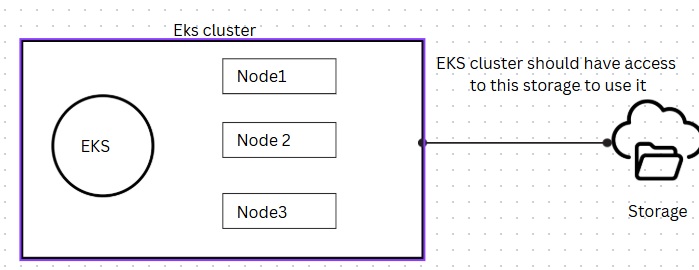 Eks cluster
EKS cluster should have access
to this storage to use it
Node1
EKS
Node 2
Node3
Storage